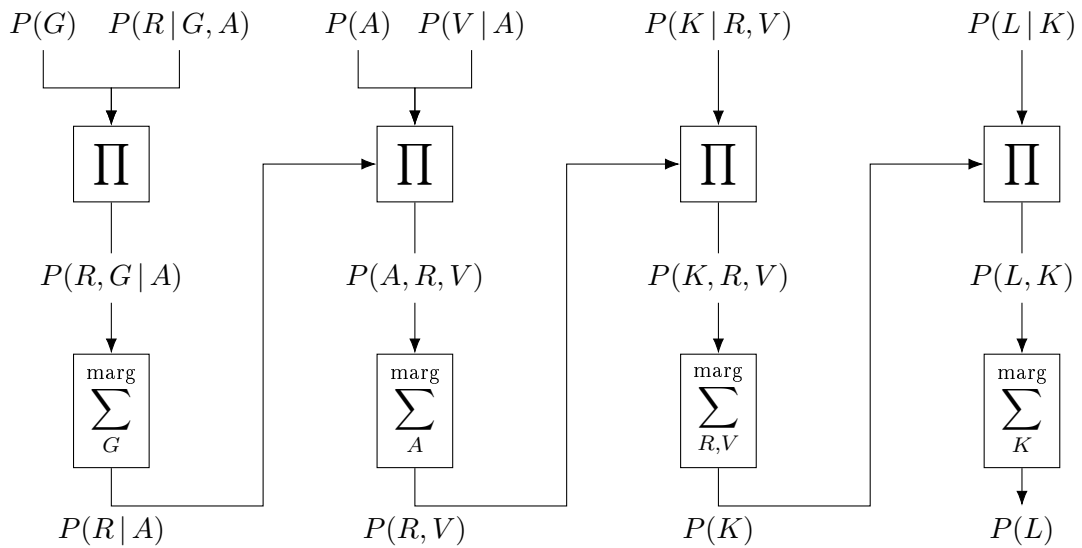 P(G) P(R | G, A) P(A) P(V | A) P(K | R, V) P(L | K)
∏ ∏ ∏ ∏
P(R, G | A) P(A, R, V) P(K, R, V) P(L, K)
marg marg marg marg
∑ ∑ ∑ ∑
G A R,V K
P(R | A) P(R, V) P(K) P(L)